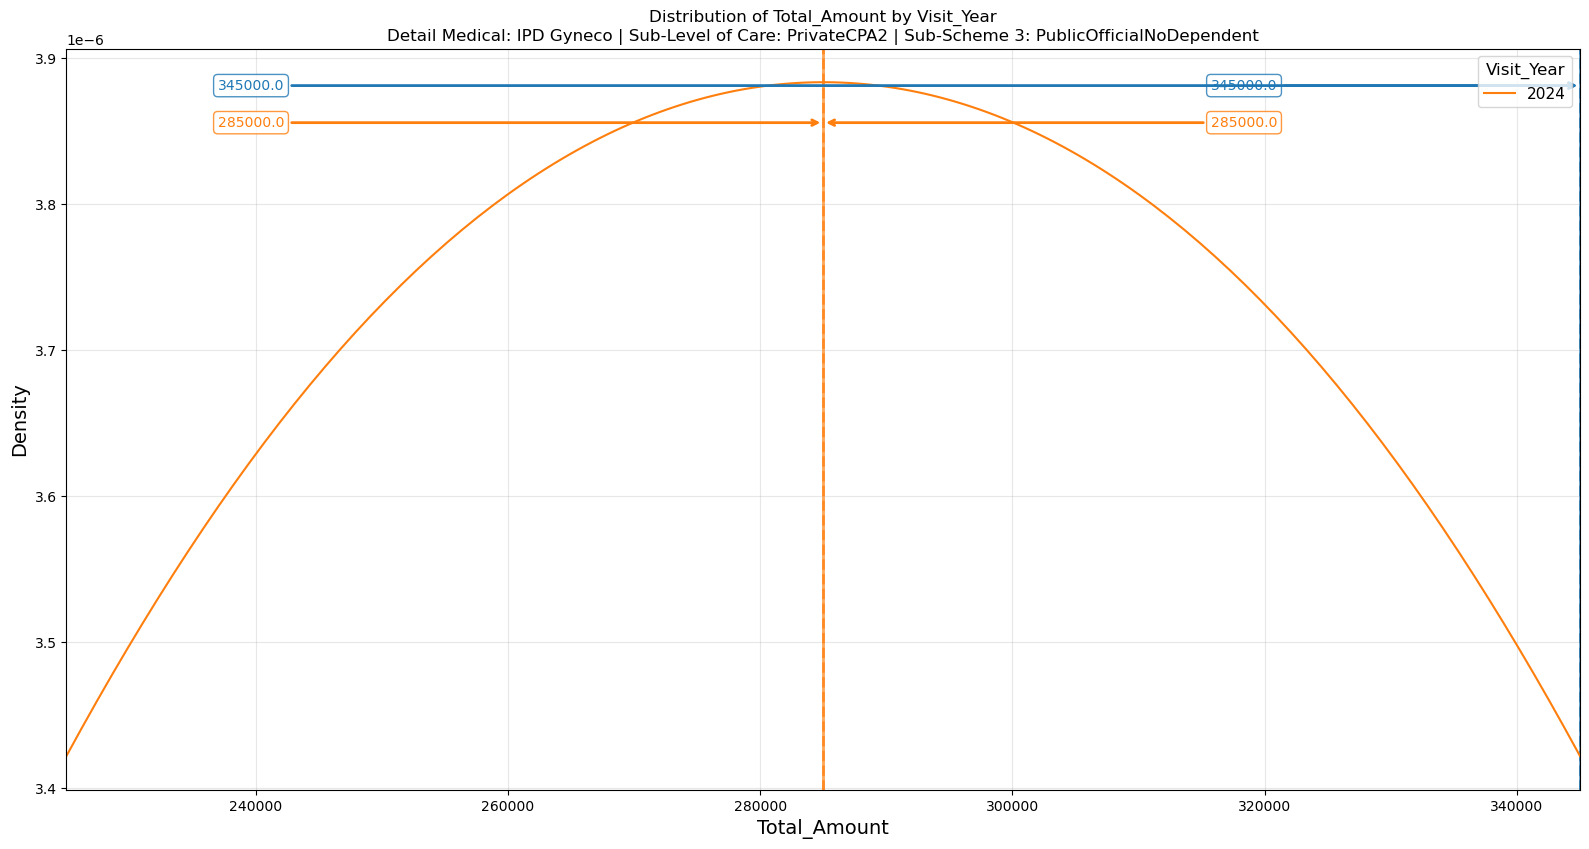 Distribution of Total_Amount by Visit_Year
Detail Medical: IPD Gyneco | Sub-Level of Care: PrivateCPA2 | Sub-Scheme 3: PublicOfficialNoDependent
1e−6
3.9
3.8
3.7
3.6
3.5
3.4
Density
345000.0
345000.0
285000.0
285000.0
Visit_Year
2024
240000
260000
280000
300000
320000
340000
Total_Amount